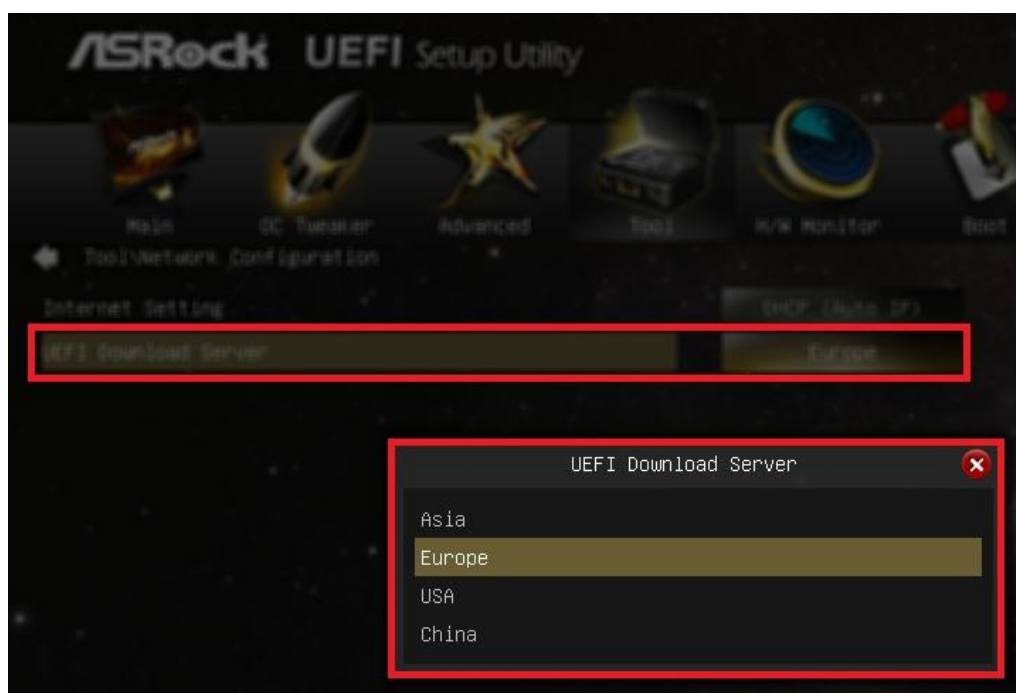 ASRock UEFI Setup Utility
Main OC Tweaker Advanced Tool H/W Monitor Boot
Tool\Network Configuration
Internet Setting DHCP (Auto IP)
UEFI Download Server Europe
UEFI Download Server
Asia
Europe
USA
China